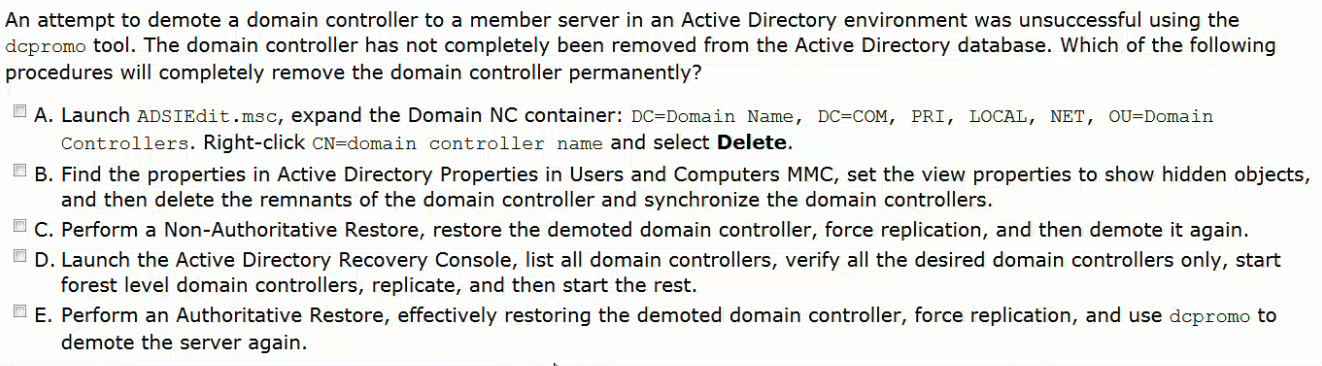 An attempt to demote a domain controller to a member server in an Active Directory environment was unsuccessful using the
dcpromo tool. The domain controller has not completely been removed from the Active Directory database. Which of the following
procedures will completely remove the domain controller permanently?
A. Launch ADSIEdit.msc, expand the Domain NC container: DC=Domain Name, DC=COM, PRI, LOCAL, NET, OU=Domain
Controllers. Right-click CN=domain controller name and select Delete.
B. Find the properties in Active Directory Properties in Users and Computers MMC, set the view properties to show hidden objects,
and then delete the remnants of the domain controller and synchronize the domain controllers.
C. Perform a Non-Authoritative Restore, restore the demoted domain controller, force replication, and then demote it again.
D. Launch the Active Directory Recovery Console, list all domain controllers, verify all the desired domain controllers only, start
forest level domain controllers, replicate, and then start the rest.
E. Perform an Authoritative Restore, effectively restoring the demoted domain controller, force replication, and use dcpromo to
demote the server again.